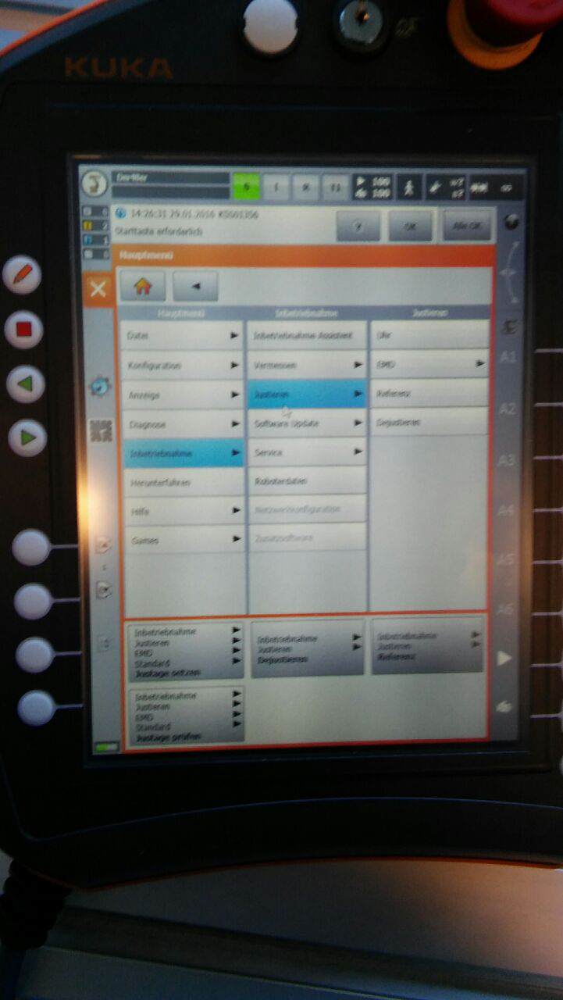 KUKA
S
I
R
T1
100
100
14:26:31 29.01.2016 KSS01356
Starttaste erforderlich
?
OK
Alle OK
Hauptmenü
Hauptmenü
Inbetriebnahme
Justieren
Datei
Inbetriebnahme-Assistent
Uhr
Konfiguration
Vermessen
EMD
Anzeige
Justieren
Referenz
Diagnose
Software Update
Dejustieren
Inbetriebnahme
Service
Herunterfahren
Roboterdaten
Hilfe
Netzwerkkonfiguration
Games
Zusatzsoftware
A1
A2
A3
A4
A5
A6
Inbetriebnahme
Justieren
EMD
Standard
Justage setzen
Inbetriebnahme
Justieren
Dejustieren
Inbetriebnahme
Justieren
Referenz
Inbetriebnahme
Justieren
EMD
Standard
Justage prüfen